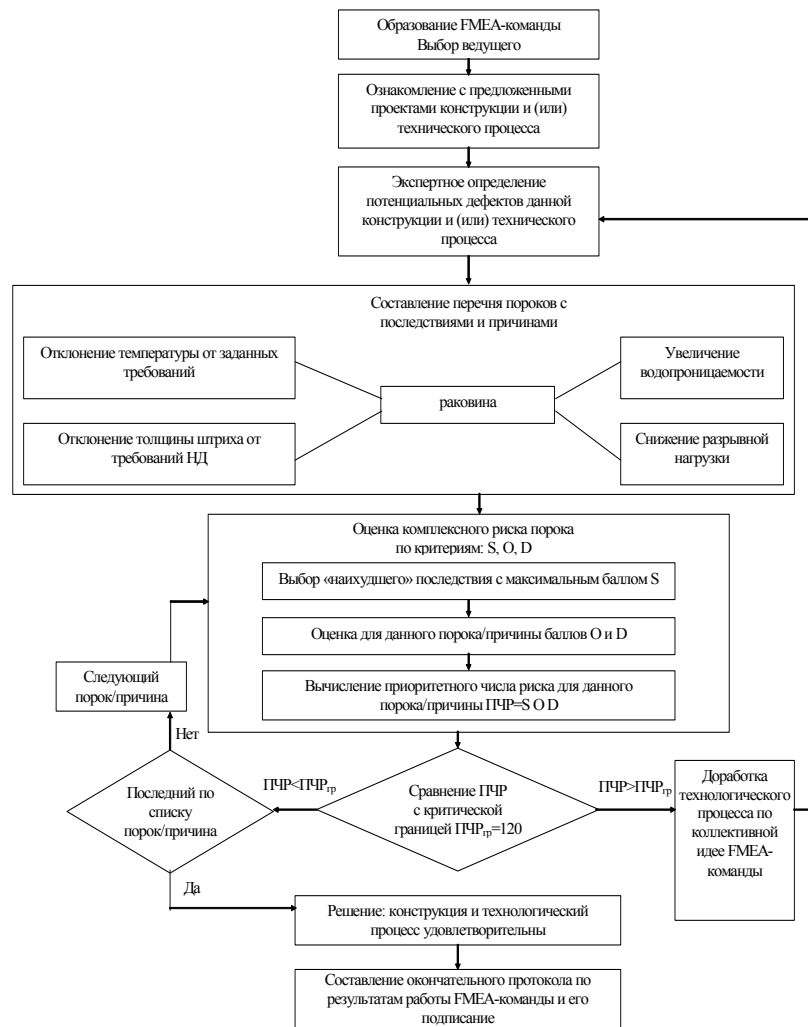 Образование FMEA-команды
Выбор ведущего
Ознакомление с предложенными
проектами конструкции и (или)
технического процесса
Экспертное определение
потенциальных дефектов данной
конструкции и (или) технического
процесса
Составление перечня пороков с
последствиями и причинами
Отклонение температуры от заданных
требований
Увеличение
водопроницаемости
раковина
Отклонение толщины штриха от
требований НД
Снижение разрывной
нагрузки
Оценка комплексного риска порока
по критериям: S, O, D
Выбор «наихудшего» последствия с максимальным баллом S
Оценка для данного порока/причины баллов O и D
Вычисление приоритетного числа риска для данного
порока/причины ПЧР=S O D
Следующий
порок/причина
Нет
Последний по
списку
порок/причина
ПЧР<ПЧРгр
Сравнение ПЧР
с критической
границей ПЧРгр=120
ПЧР>ПЧРгр
Доработка
технологического
процесса по
коллективной
идее FMEA-
команды
Да
Решение: конструкция и технологический
процесс удовлетворительны
Составление окончательного протокола по
результатам работы FMEA-команды и его
подписание